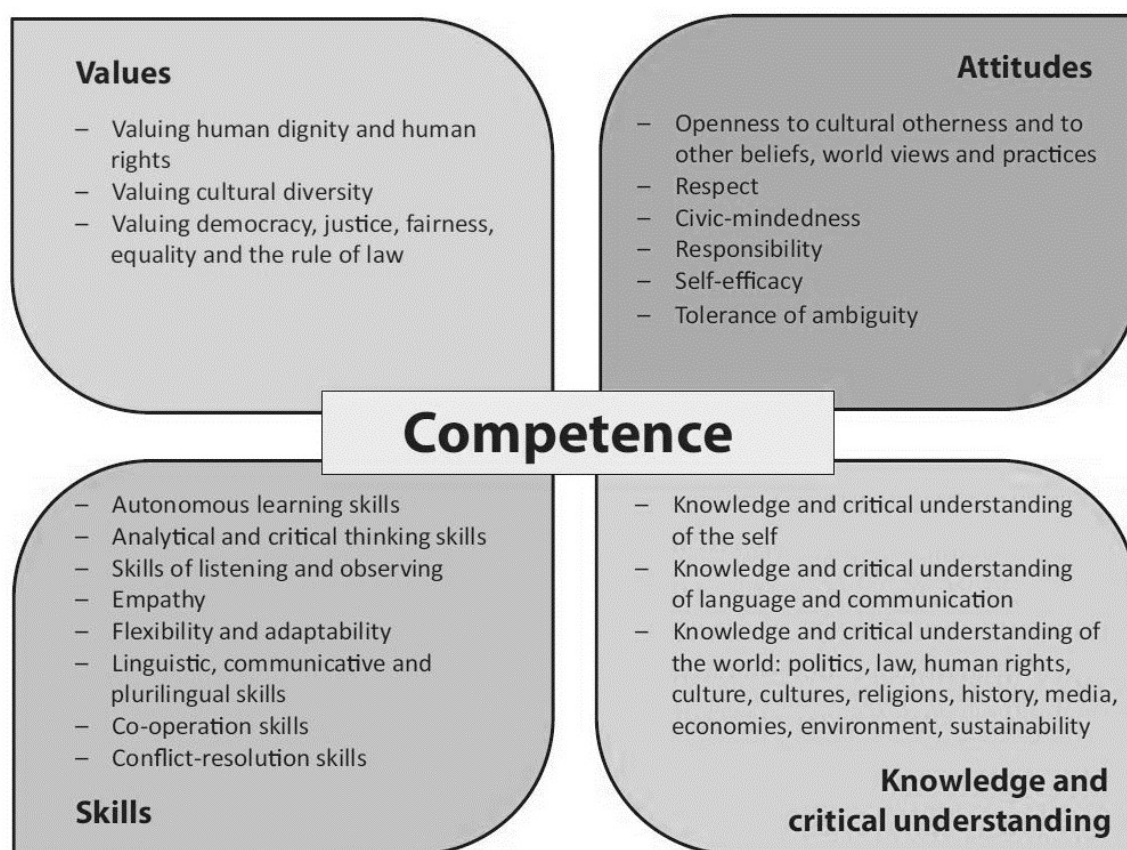 Values
– Valuing human dignity and human
rights
– Valuing cultural diversity
– Valuing democracy, justice, fairness,
equality and the rule of law
Attitudes
– Openness to cultural otherness and to
other beliefs, world views and practices
– Respect
– Civic-mindedness
– Responsibility
– Self-efficacy
– Tolerance of ambiguity
Competence
– Autonomous learning skills
– Analytical and critical thinking skills
– Skills of listening and observing
– Empathy
– Flexibility and adaptability
– Linguistic, communicative and
plurilingual skills
– Co-operation skills
– Conflict-resolution skills
Skills
– Knowledge and critical understanding
of the self
– Knowledge and critical understanding
of language and communication
– Knowledge and critical understanding of
the world: politics, law, human rights,
culture, cultures, religions, history, media,
economies, environment, sustainability
Knowledge and
critical understanding